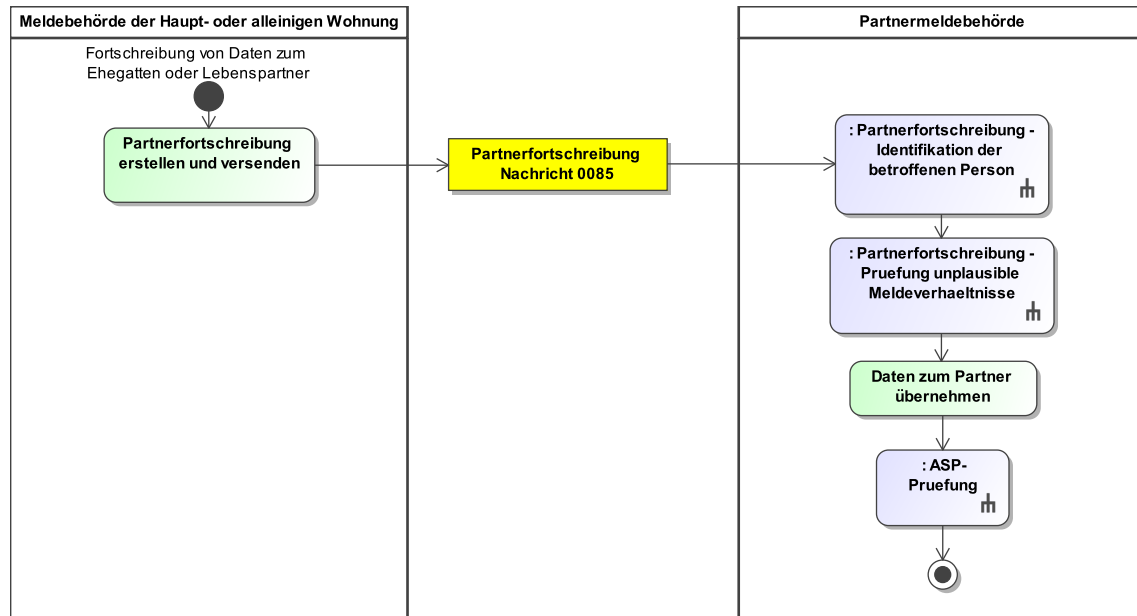 Meldebehörde der Haupt- oder alleinigen Wohnung
Partnermeldebehörde
Fortschreibung von Daten zum
Ehegatten oder Lebenspartner
Partnerfortschreibung
erstellen und versenden
Partnerfortschreibung
Nachricht 0085
: Partnerfortschreibung -
Identifikation der
betroffenen Person
: Partnerfortschreibung -
Pruefung unplausible
Meldeverhaeltnisse
Daten zum Partner
übernehmen
: ASP-
Pruefung